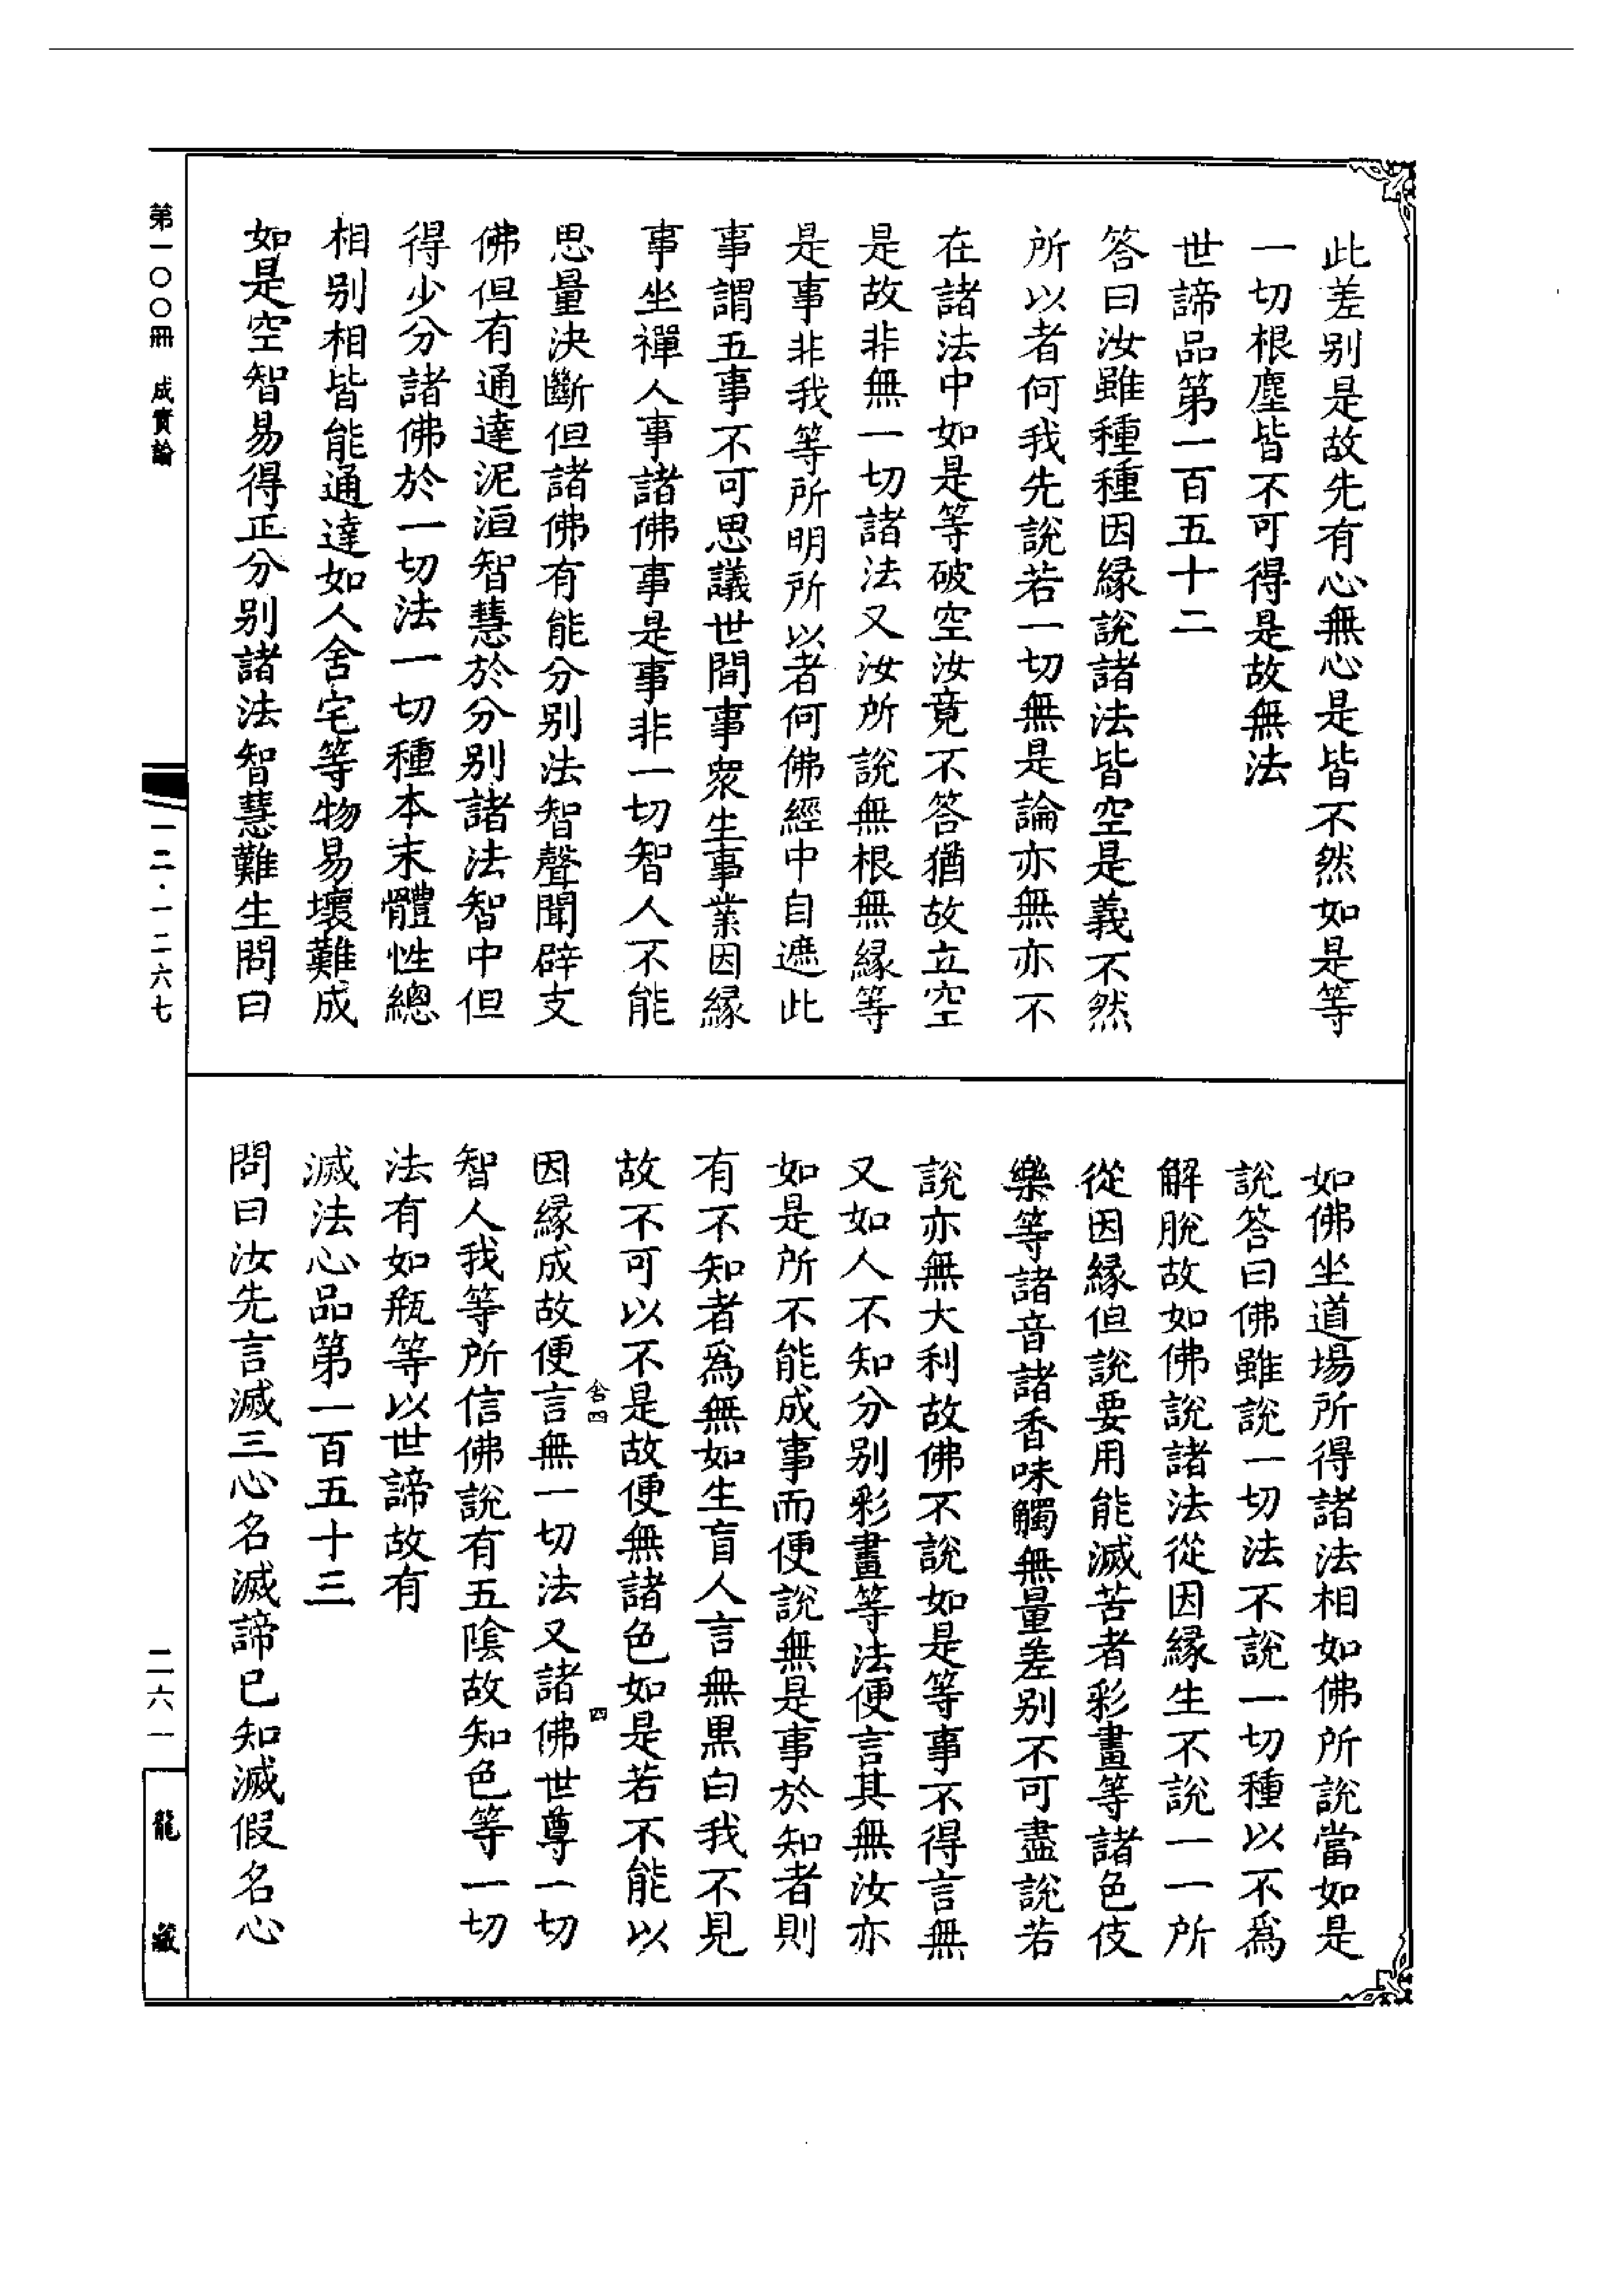 此差别是故先有心無心是皆不然如是等
一切根塵皆不可得是故無法
世諦品第一百五十二
答曰汝雖種種因緣說諸法皆空是義不然
所以者何我先說若一切無是論亦無亦不
在諸法中如是等破空汝竟不答猶故立空
是故非無一切諸法又汝所說無根無緣等
是事非我等所明所以者何佛經中自遮此
事謂五事不可思議世間事衆生事業因緣
事坐禪人事諸佛事是事非一切智人不能
思量決斷但諸佛有能分别法智聲聞辟支
佛但有通達泥洹智慧於分别諸法智中但
得少分諸佛於一切法一切種本末體性總
相别相皆能通達如人舍宅等物易壞難成
如是空智易得正分别諸法智慧難生問曰
如佛坐道場所得諸法相如佛所說當如是
說答曰佛雖說一切法不說一切種以不爲
解脫故如佛說諸法從因緣生不說一一所
從因緣但說要用能滅苦者彩畫等諸色伎
樂等諸音諸香味觸無量差别不可盡說若
說亦無大利故佛不說如是等事不得言無
又如人不知分别彩畫等法便言其無汝亦
如是所不能成事而便說無是事於知者則
有不知者爲無如生盲人言無黑白我不見
故不可以不是故便無諸色如是若不能以
舍四
四
因緣成故便言無一切法又諸佛世尊一切
智人我等所信佛說有五陰故知色等一切
法有如瓶等以世諦故有
滅法心品第一百五十三
問曰汝先言滅三心名滅諦已知滅假名心
第一〇〇冊 成實論
一二·一二六七
二六一
龍藏